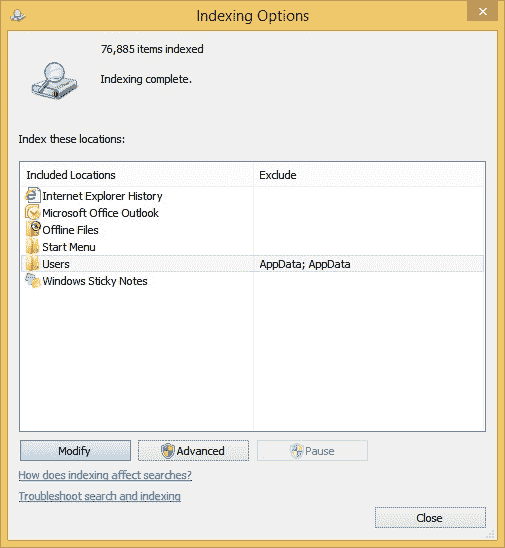 Indexing Options
76,885 items indexed
Indexing complete.
Index these locations:
Included Locations Exclude
Internet Explorer History
Microsoft Office Outlook
Offline Files
Start Menu
Users AppData; AppData
Windows Sticky Notes
Modify Advanced Pause
How does indexing affect searches?
Troubleshoot search and indexing
Close